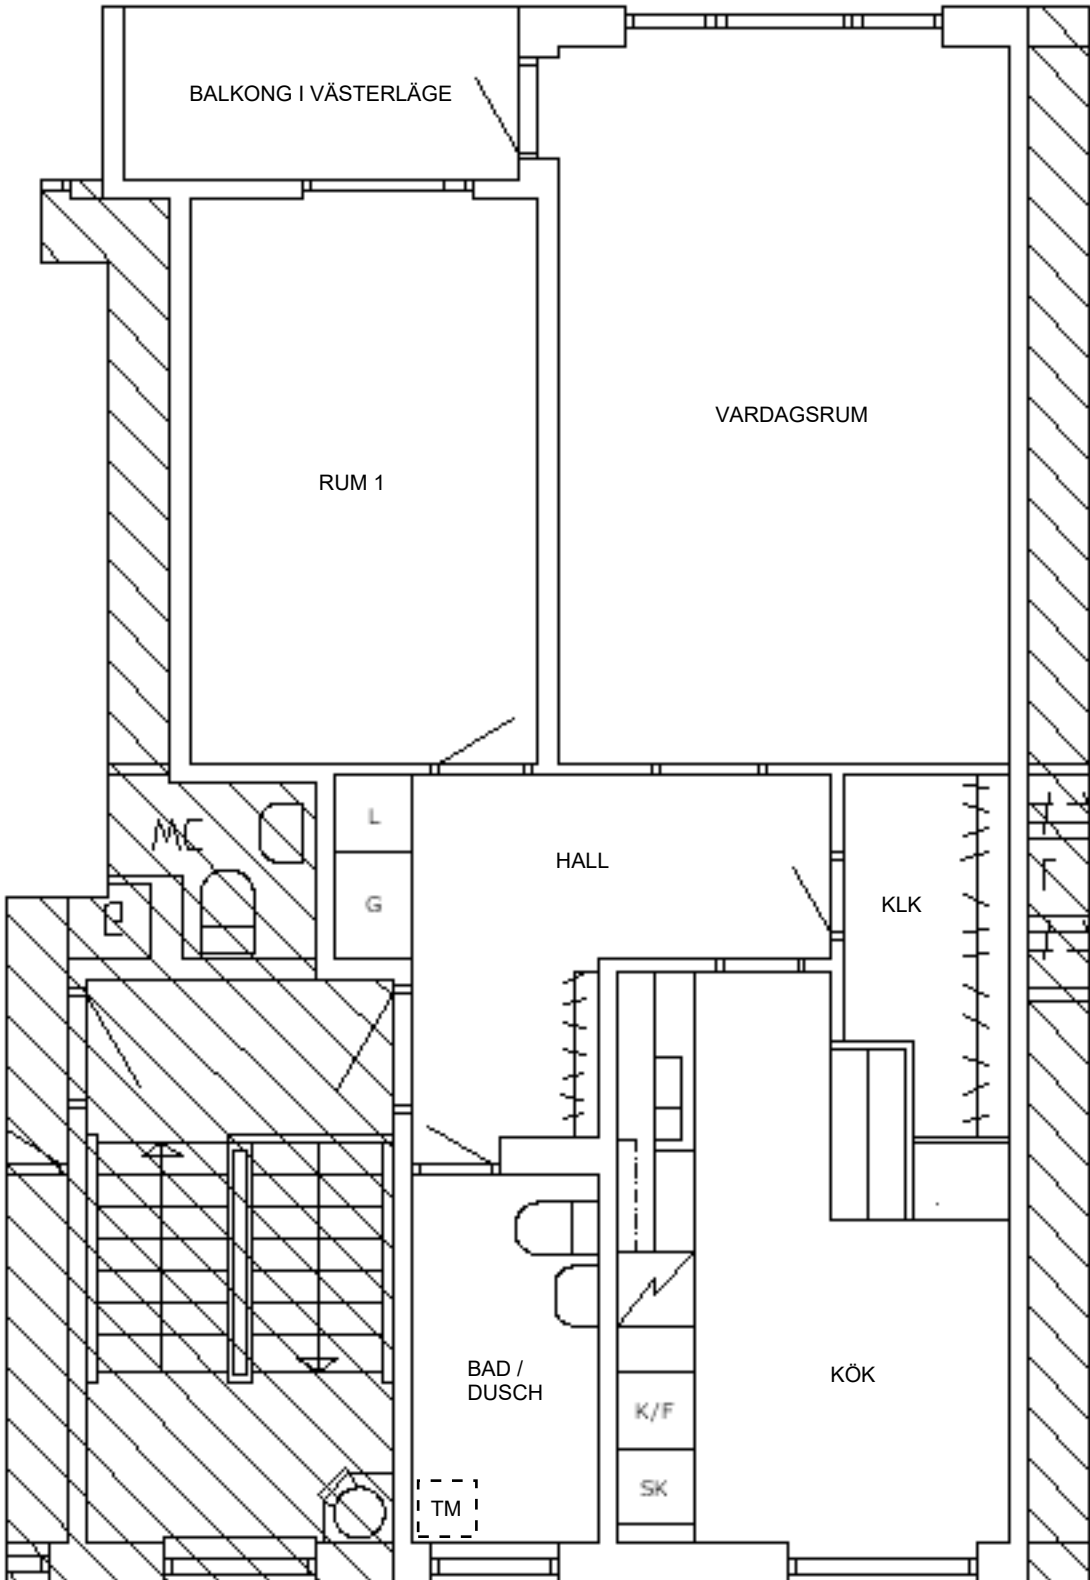 BALKONG I VÄSTERLÄGE
VARDAGSRUM
RUM 1
L
WC
HALL
G
KLK
BAD /
DUSCH
KÖK
K/F
SK
TM